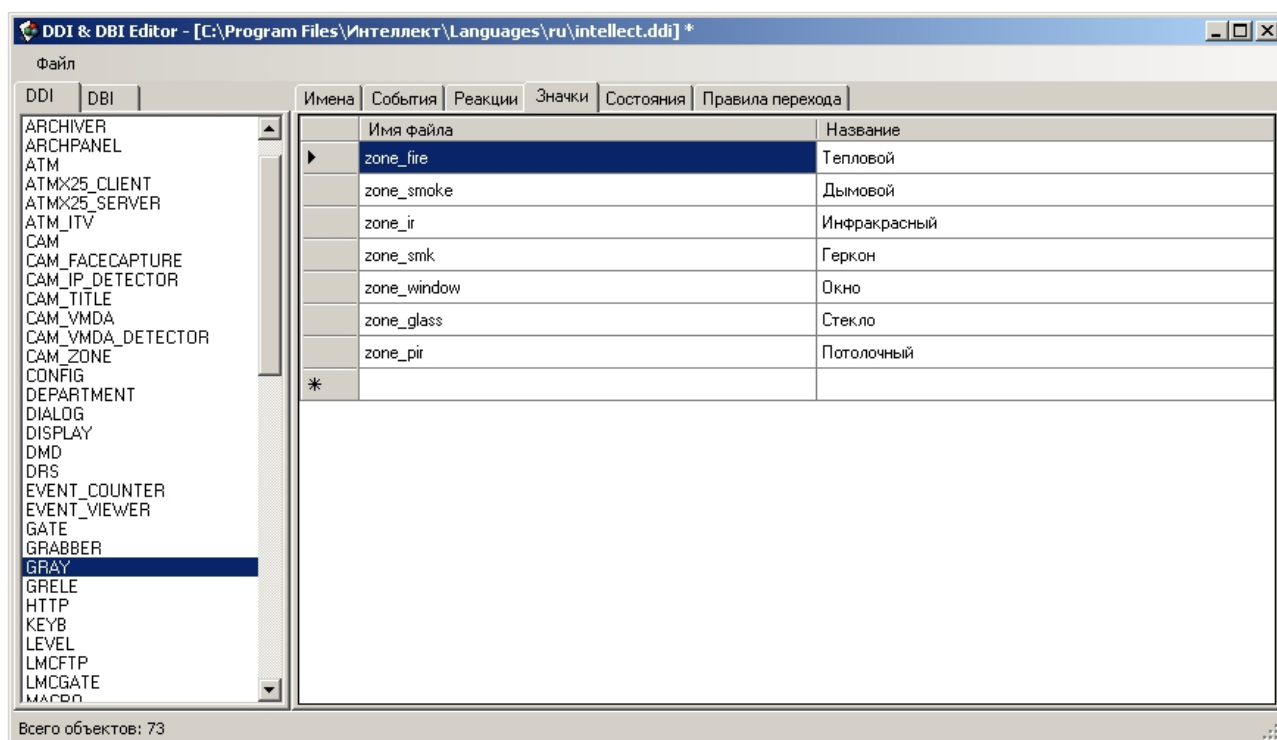 DDI & DBI Editor - [C:\Program Files\Интеллект\Languages\ru\intellect.ddi] *
Файл
DDI DBI
Имена События Реакции Значки Состояния Правила перехода
ARCHIVER
ARCHPANEL
ATM
ATMX25_CLIENT
ATMX25_SERVER
ATM_ITV
CAM
CAM_FACECAPTURE
CAM_IP_DETECTOR
CAM_TITLE
CAM_VMDA
CAM_VMDA_DETECTOR
CAM_ZONE
CONFIG
DEPARTMENT
DIALOG
DISPLAY
DMD
DRS
EVENT_COUNTER
EVENT_VIEWER
GATE
GRABBER
GRAY
GRELE
HTTP
KEYB
LEVEL
LMCFTP
LMCGATE
MACRO
Имя файла Название
zone_fire Тепловой
zone_smoke Дымовой
zone_ir Инфракрасный
zone_smk Геркон
zone_window Окно
zone_glass Стекло
zone_pir Потолочный
Всего объектов: 73